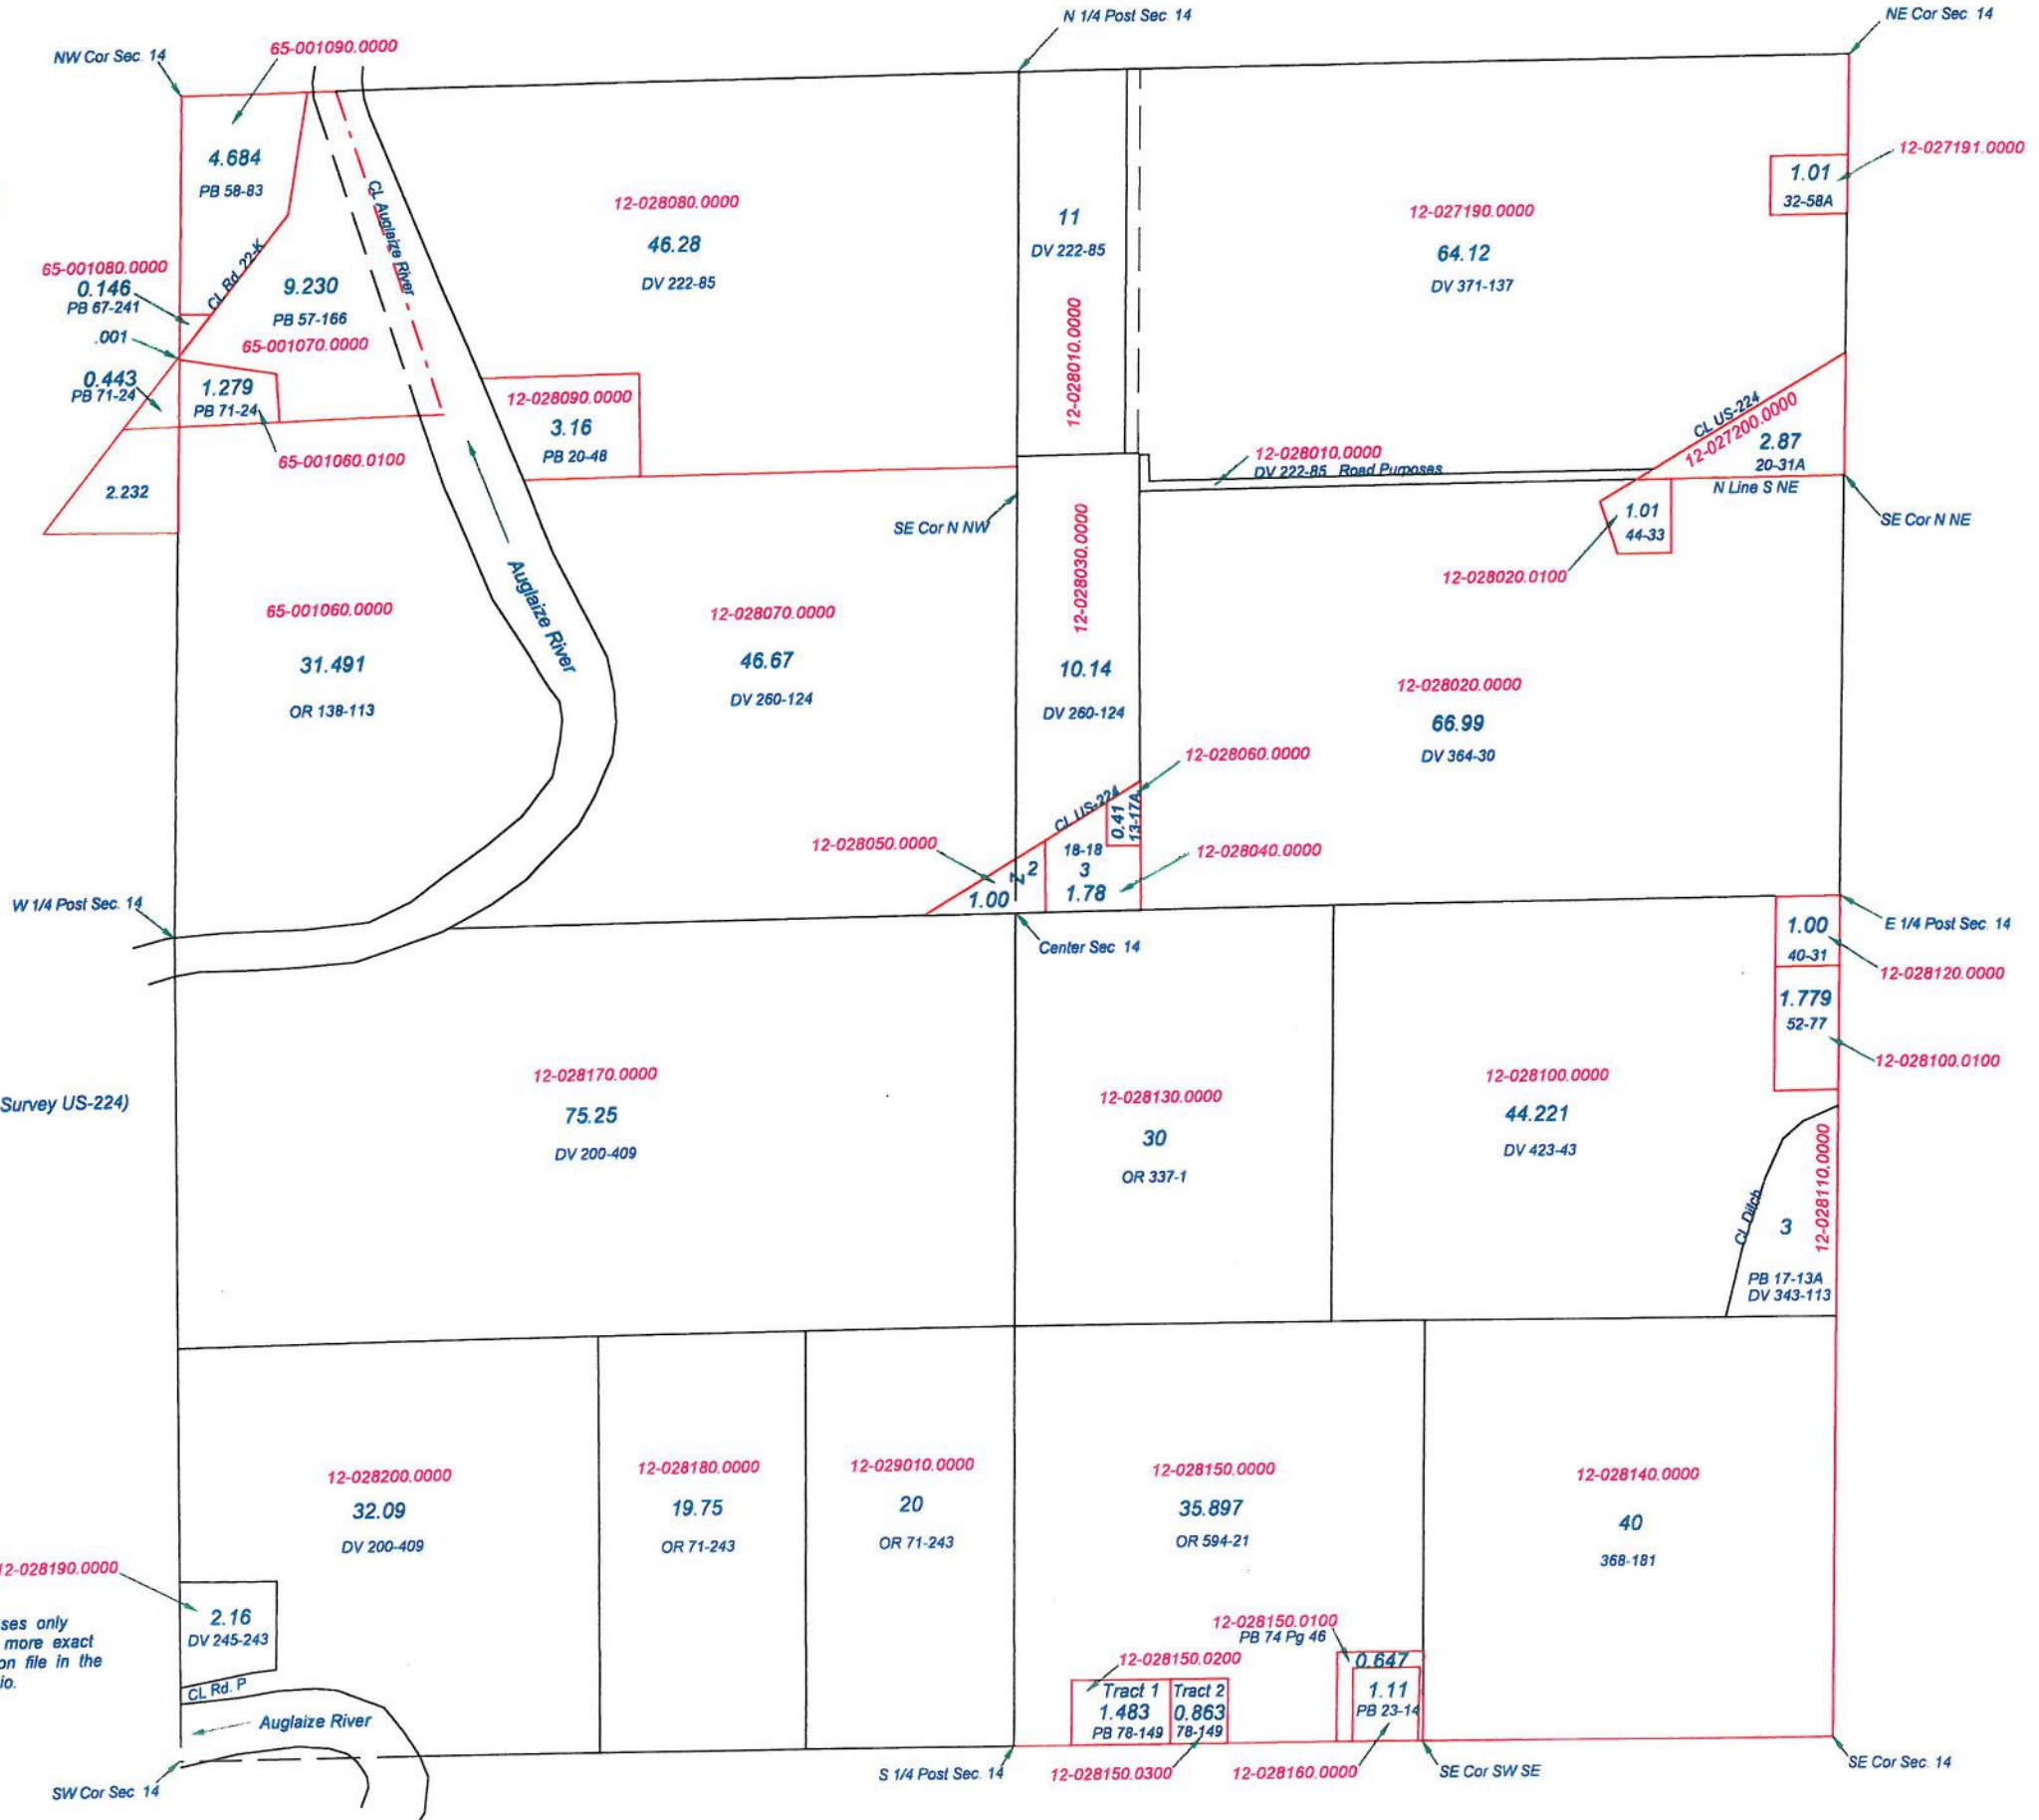 N 1/4 Post Sec. 14
NE Cor Sec. 14
NW Cor Sec. 14
65-001090.0000
4.684
PB 58-83
CL Auglaize River
12-028080.0000
46.28
DV 222-85
11
DV 222-85
12-028010.0000
12-027190.0000
64.12
DV 371-137
12-027191.0000
1.01
32-58A
65-001080.0000
0.146
PB 67-241
.001
CL Rd. 22-K
9.230
PB 57-166
65-001070.0000
0.443
PB 71-24
1.279
PB 71-24
65-001060.0100
2.232
12-028090.0000
3.16
PB 20-48
12-028010.0000
DV 222-85 Road Purposes
CL US-224
12-027200.0000
2.87
20-31A
N Line S NE
SE Cor N NE
SE Cor N NW
1.01
44-33
12-028020.0100
Auglaize River
65-001060.0000
31.491
OR 138-113
12-028070.0000
46.67
DV 260-124
12-028030.0000
10.14
DV 260-124
12-028020.0000
66.99
DV 364-30
12-028060.0000
CL US-224
0.41
13-17A
12-028050.0000
1.00
2
18-18
3
1.78
12-028040.0000
W 1/4 Post Sec. 14
Center Sec 14
E 1/4 Post Sec. 14
1.00
40-31
12-028120.0000
1.779
52-77
12-028100.0100
Survey US-224)
12-028170.0000
75.25
DV 200-409
12-028130.0000
30
OR 337-1
12-028100.0000
44.221
DV 423-43
CL Ditch
12-028110.0000
3
PB 17-13A
DV 343-113
12-028200.0000
32.09
DV 200-409
12-028180.0000
19.75
OR 71-243
12-029010.0000
20
OR 71-243
12-028150.0000
35.897
OR 594-21
12-028140.0000
40
368-181
12-028190.0000
2.16
DV 245-243
ses only
more exact
on file in the
io.
CL Rd. P
Auglaize River
12-028150.0100
PB 74 Pg 46
0.647
12-028150.0200
Tract 1
1.483
PB 78-149
Tract 2
0.863
78-149
1.11
PB 23-14
SW Cor Sec 14
S 1/4 Post Sec. 14
12-028150.0300
12-028160.0000
SE Cor SW SE
SE Cor Sec. 14